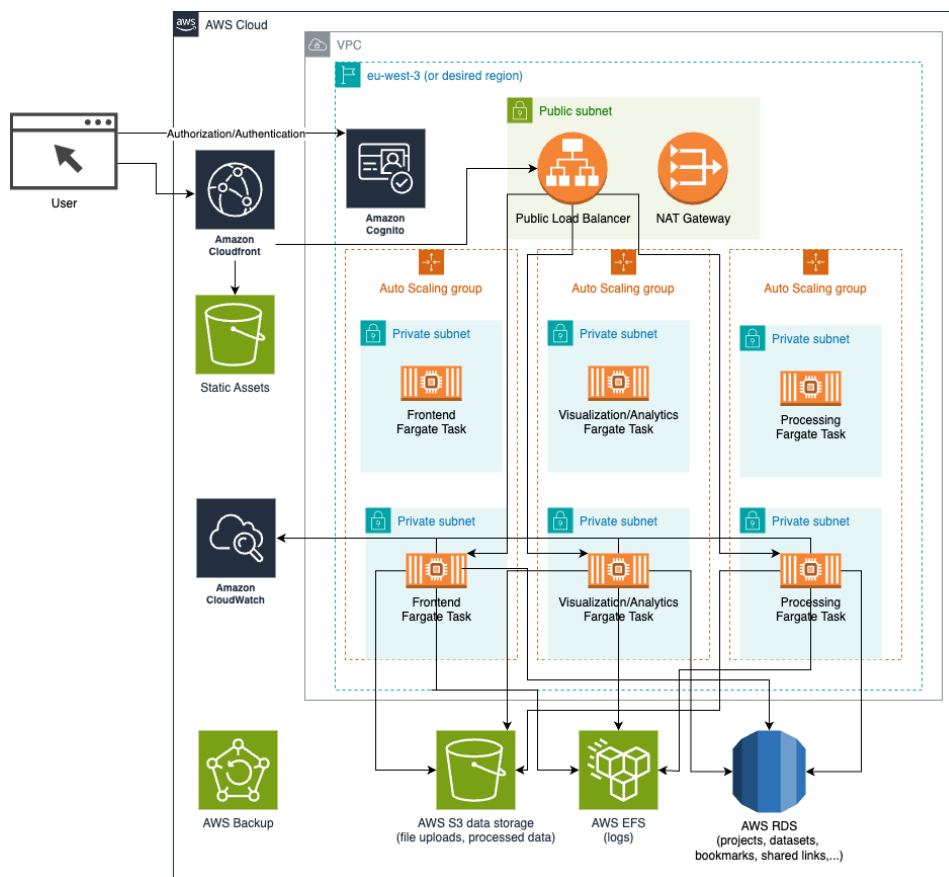 aws
AWS Cloud
VPC
eu-west-3 (or desired region)
Public subnet
Authorization/Authentication
User
Amazon
Cognito
Public Load Balancer
NAT Gateway
Amazon
Cloudfront
Auto Scaling group
Auto Scaling group
Auto Scaling group
Private subnet
Private subnet
Private subnet
Static Assets
Frontend
Fargate Task
Visualization/Analytics
Fargate Task
Processing
Fargate Task
Private subnet
Private subnet
Private subnet
Amazon
CloudWatch
Frontend
Fargate Task
Visualization/Analytics
Fargate Task
Processing
Fargate Task
AWS Backup
AWS S3 data storage
(file uploads, processed data)
AWS EFS
(logs)
AWS RDS
(projects, datasets,
bookmarks, shared links,...)